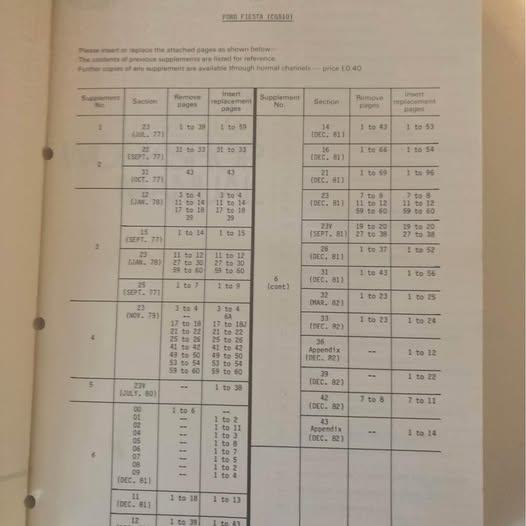 FORD FIESTA (CG810)
Please insert or replace the attached pages as shown below:-
The contents of previous supplements are listed for reference.
Further copies of any supplement are available through normal channels — price £0.40
Supplement No. Section Remove pages Insert replacement pages Supplement No. Section Remove pages Insert replacement pages
1 23 (JUL. 77) 1 to 39 1 to 59
2 22 (SEPT. 77) 31 to 33 31 to 33
31 (OCT. 77) 43 43
3 12 (JAN. 78) 3 to 4 3 to 4
11 to 14 11 to 14
17 to 18 17 to 18
39 39
15 (SEPT. 77) 1 to 14 1 to 15
23 (JAN. 78) 11 to 12 11 to 12
27 to 30 27 to 30
59 to 60 59 to 60
25 (SEPT. 77) 1 to 7 1 to 9
4 23 (NOV. 79) 3 to 4 3 to 4
-- 6A
17 to 18 17 to 18J
21 to 22 21 to 22
25 to 26 25 to 26
41 to 42 41 to 42
49 to 50 49 to 50
53 to 54 53 to 54
59 to 60 59 to 60
5 23V (JULY. 80) -- 1 to 38
6 00 1 to 6 --
01 -- 1 to 2
02 -- 1 to 11
04 -- 1 to 3
05 -- 1 to 8
06 -- 1 to 7
07 -- 1 to 5
08 -- 1 to 2
09 -- 1 to 4
(DEC. 81)
11 (DEC. 81) 1 to 18 1 to 13
12 1 to 39 1 to 43
6 (cont) 14 (DEC. 81) 1 to 43 1 to 53
16 (DEC. 81) 1 to 66 1 to 54
21 (DEC. 81) 1 to 69 1 to 96
23 (DEC. 81) 7 to 8 7 to 8
11 to 12 11 to 12
59 to 60 59 to 60
23V (SEPT. 81) 19 to 20 19 to 20
27 to 38 27 to 38
26 (DEC. 81) 1 to 37 1 to 52
31 (DEC. 81) 1 to 43 1 to 56
32 (MAR. 82) 1 to 23 1 to 25
33 (DEC. 82) 1 to 23 1 to 24
36 Appendix (DEC. 82) -- 1 to 12
39 (DEC. 82) -- 1 to 22
42 (DEC. 82) 7 to 8 7 to 11
43 Appendix (DEC. 82) -- 1 to 14